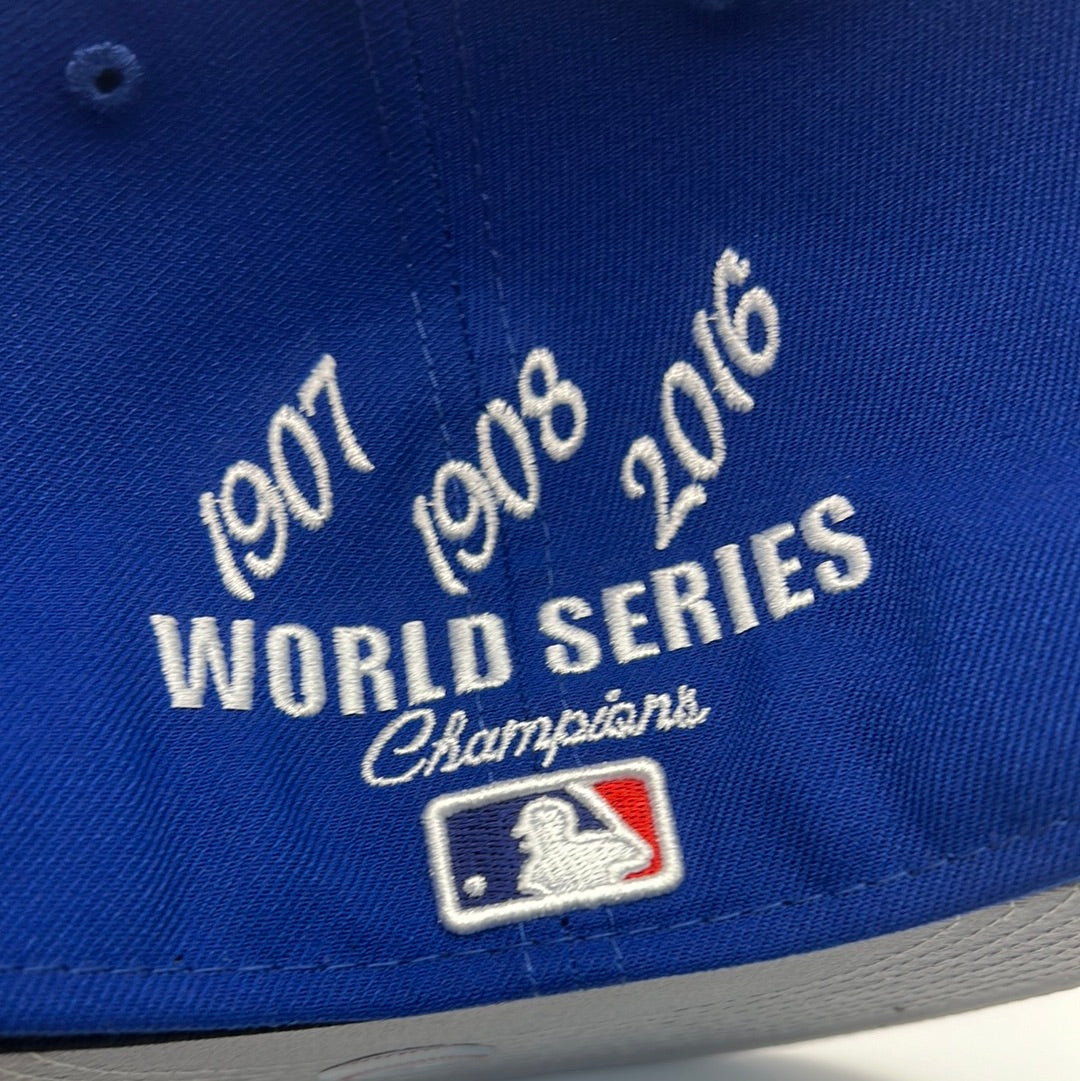 1907 1908 2016
WORLD SERIES
Champions